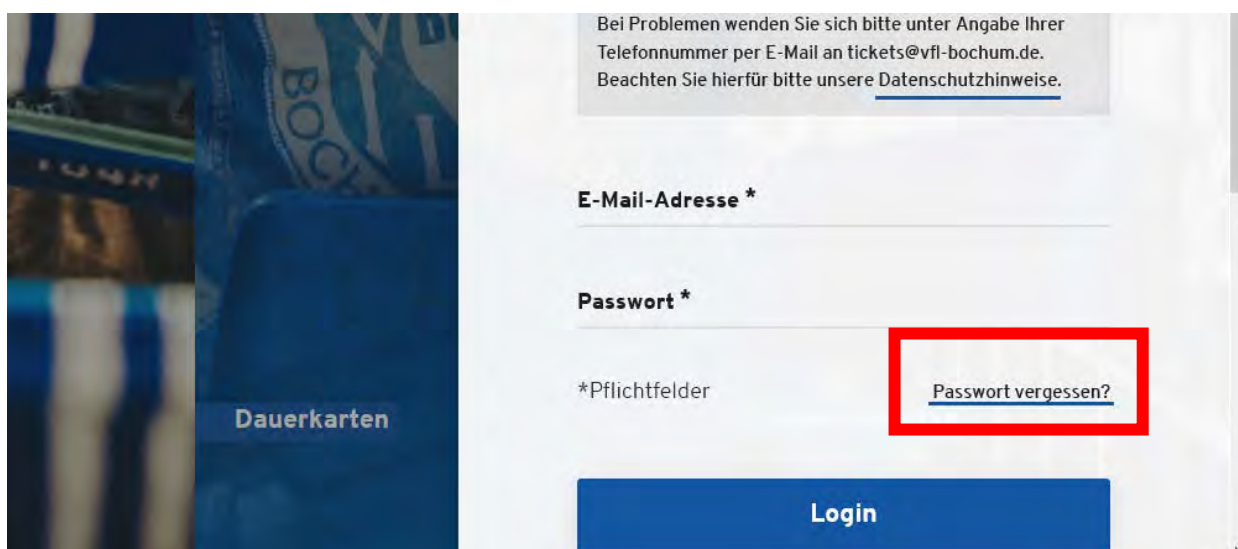 Bei Problemen wenden Sie sich bitte unter Angabe Ihrer
Telefonnummer per E-Mail an tickets@vfl-bochum.de.
Beachten Sie hierfür bitte unsere Datenschutzhinweise.
E-Mail-Adresse *
Passwort *
*Pflichtfelder
Passwort vergessen?
Dauerkarten
Login